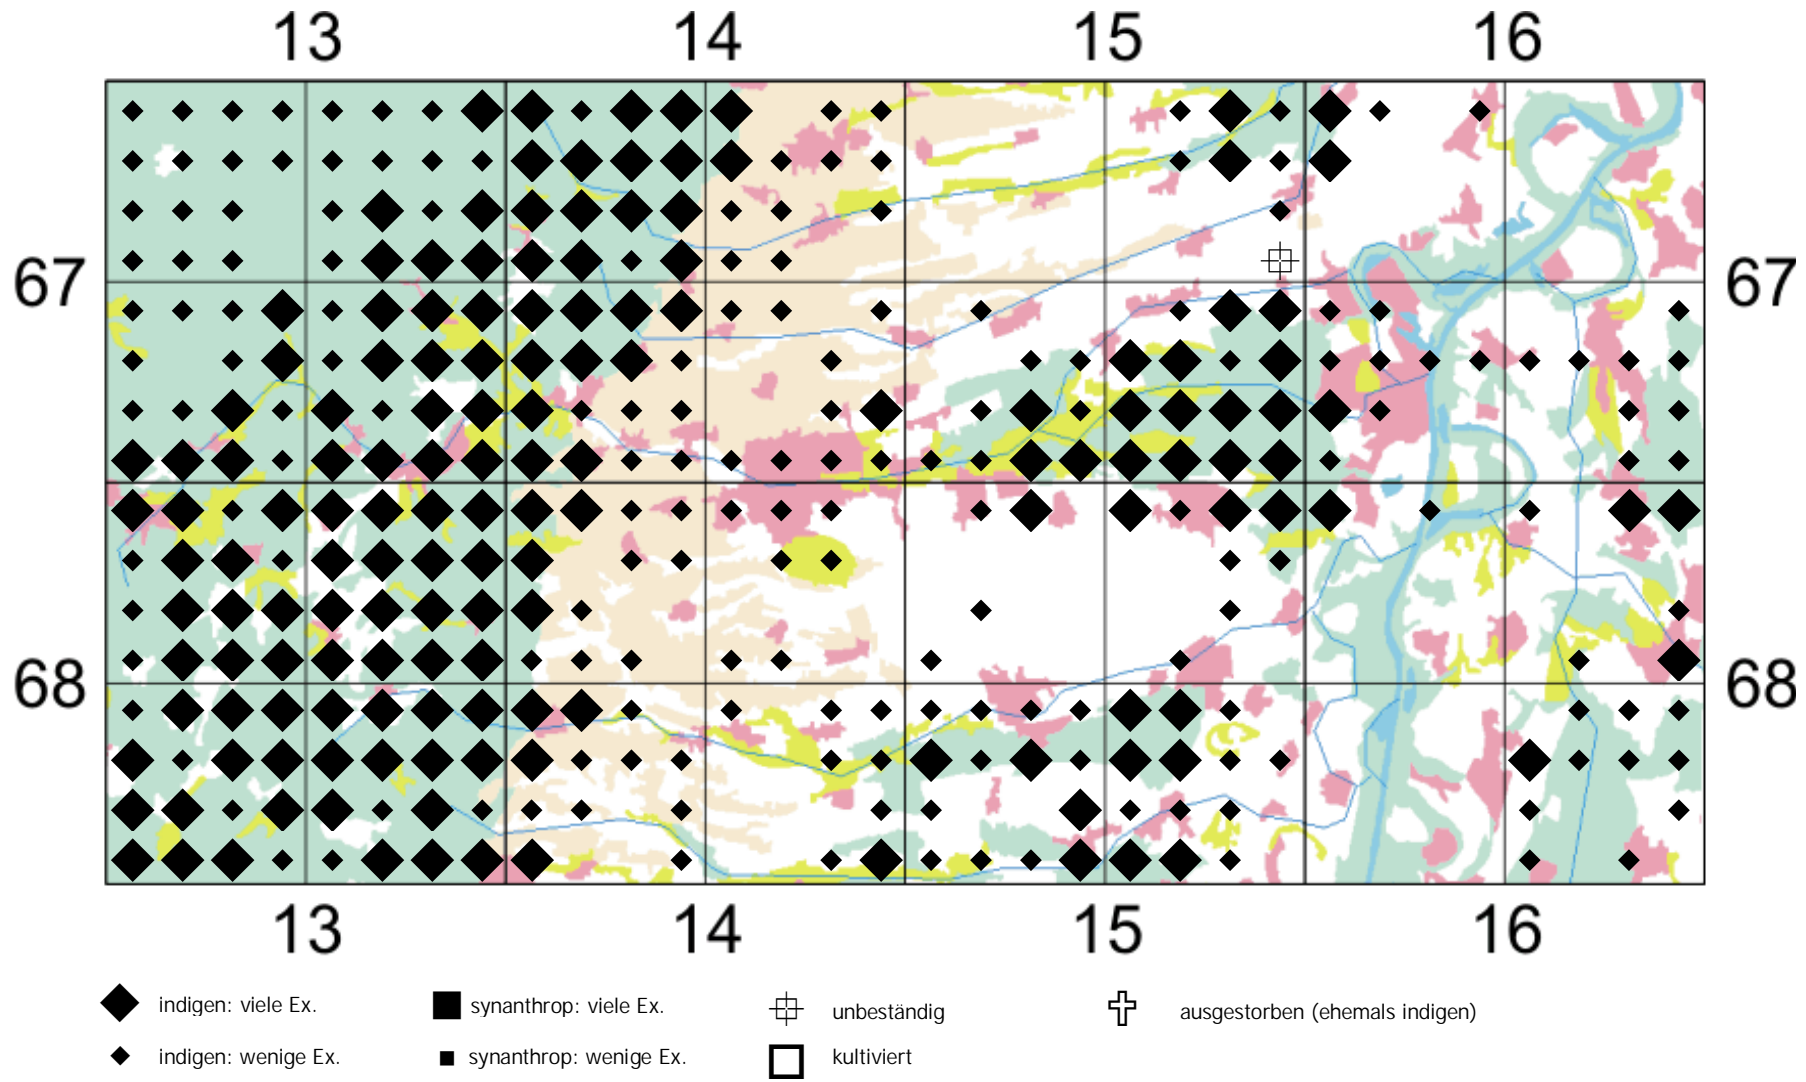 13 14 15 16
67 67
68 68
13 14 15 16
indigen: viele Ex. synanthrop: viele Ex. unbeständig ausgestorben (ehemals indigen)
indigen: wenige Ex. synanthrop: wenige Ex. kultiviert